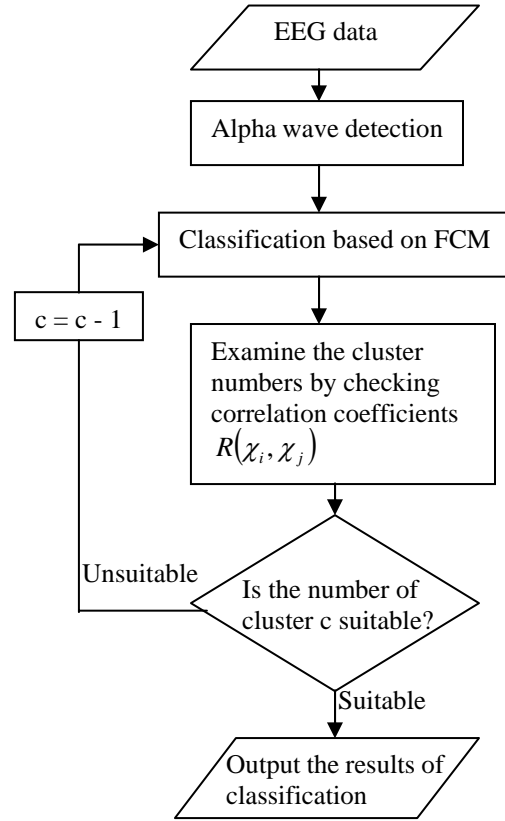 EEG data
Alpha wave detection
Classification based on FCM
c = c - 1
Examine the cluster
numbers by checking
correlation coefficients
R(χᵢ, χⱼ)
Unsuitable
Is the number of
cluster c suitable?
Suitable
Output the results of
classification